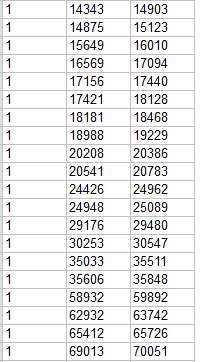 1 14343 14903
1 14875 15123
1 15649 16010
1 16569 17094
1 17156 17440
1 17421 18128
1 18181 18468
1 18988 19229
1 20208 20386
1 20541 20783
1 24426 24962
1 24948 25089
1 29176 29480
1 30253 30547
1 35033 35511
1 35606 35848
1 58932 59892
1 62932 63742
1 65412 65726
1 69013 70051